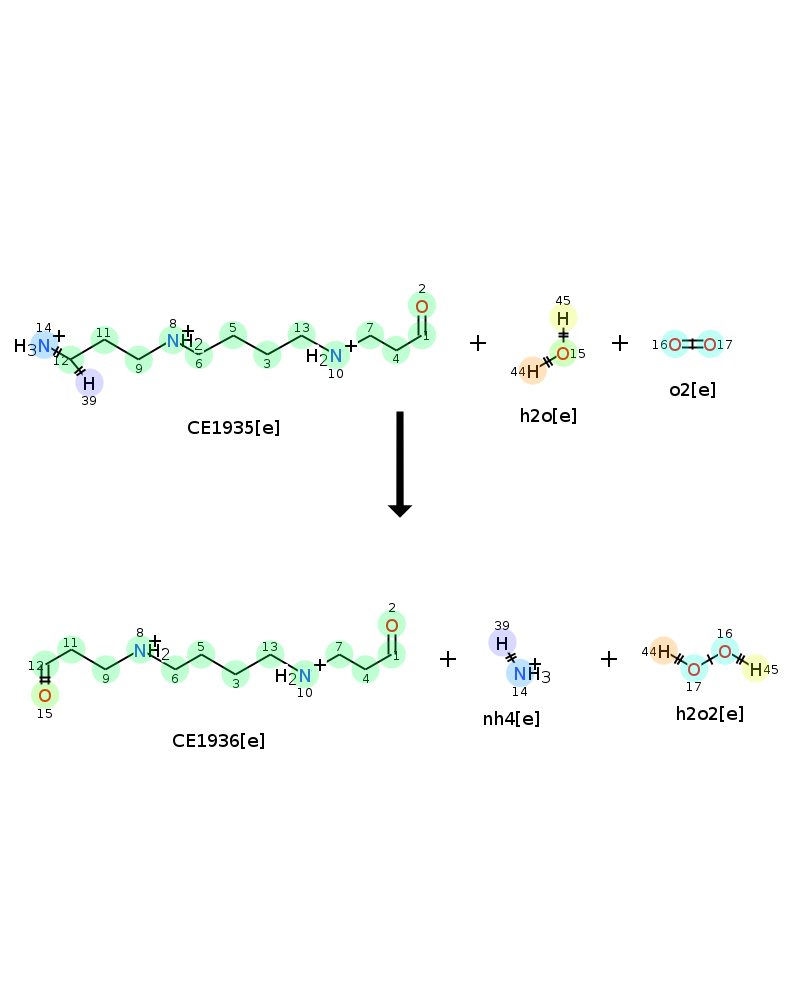 2
45
14 8 5 13 7
H3N+ 11 NH2+ O 1
12 H 9 6 3 H2N+ 10 4
39
+
H
O15
44H
+
16O O17
CE1935[e]
h2o[e]
o2[e]
2
O
8
12 11 NH2+ 5 13 7 1
9 6 3 H2N+ 10 4
O
15
+
39
H
NH3+
14
+
16
44H O O H45
17
CE1936[e]
nh4[e]
h2o2[e]